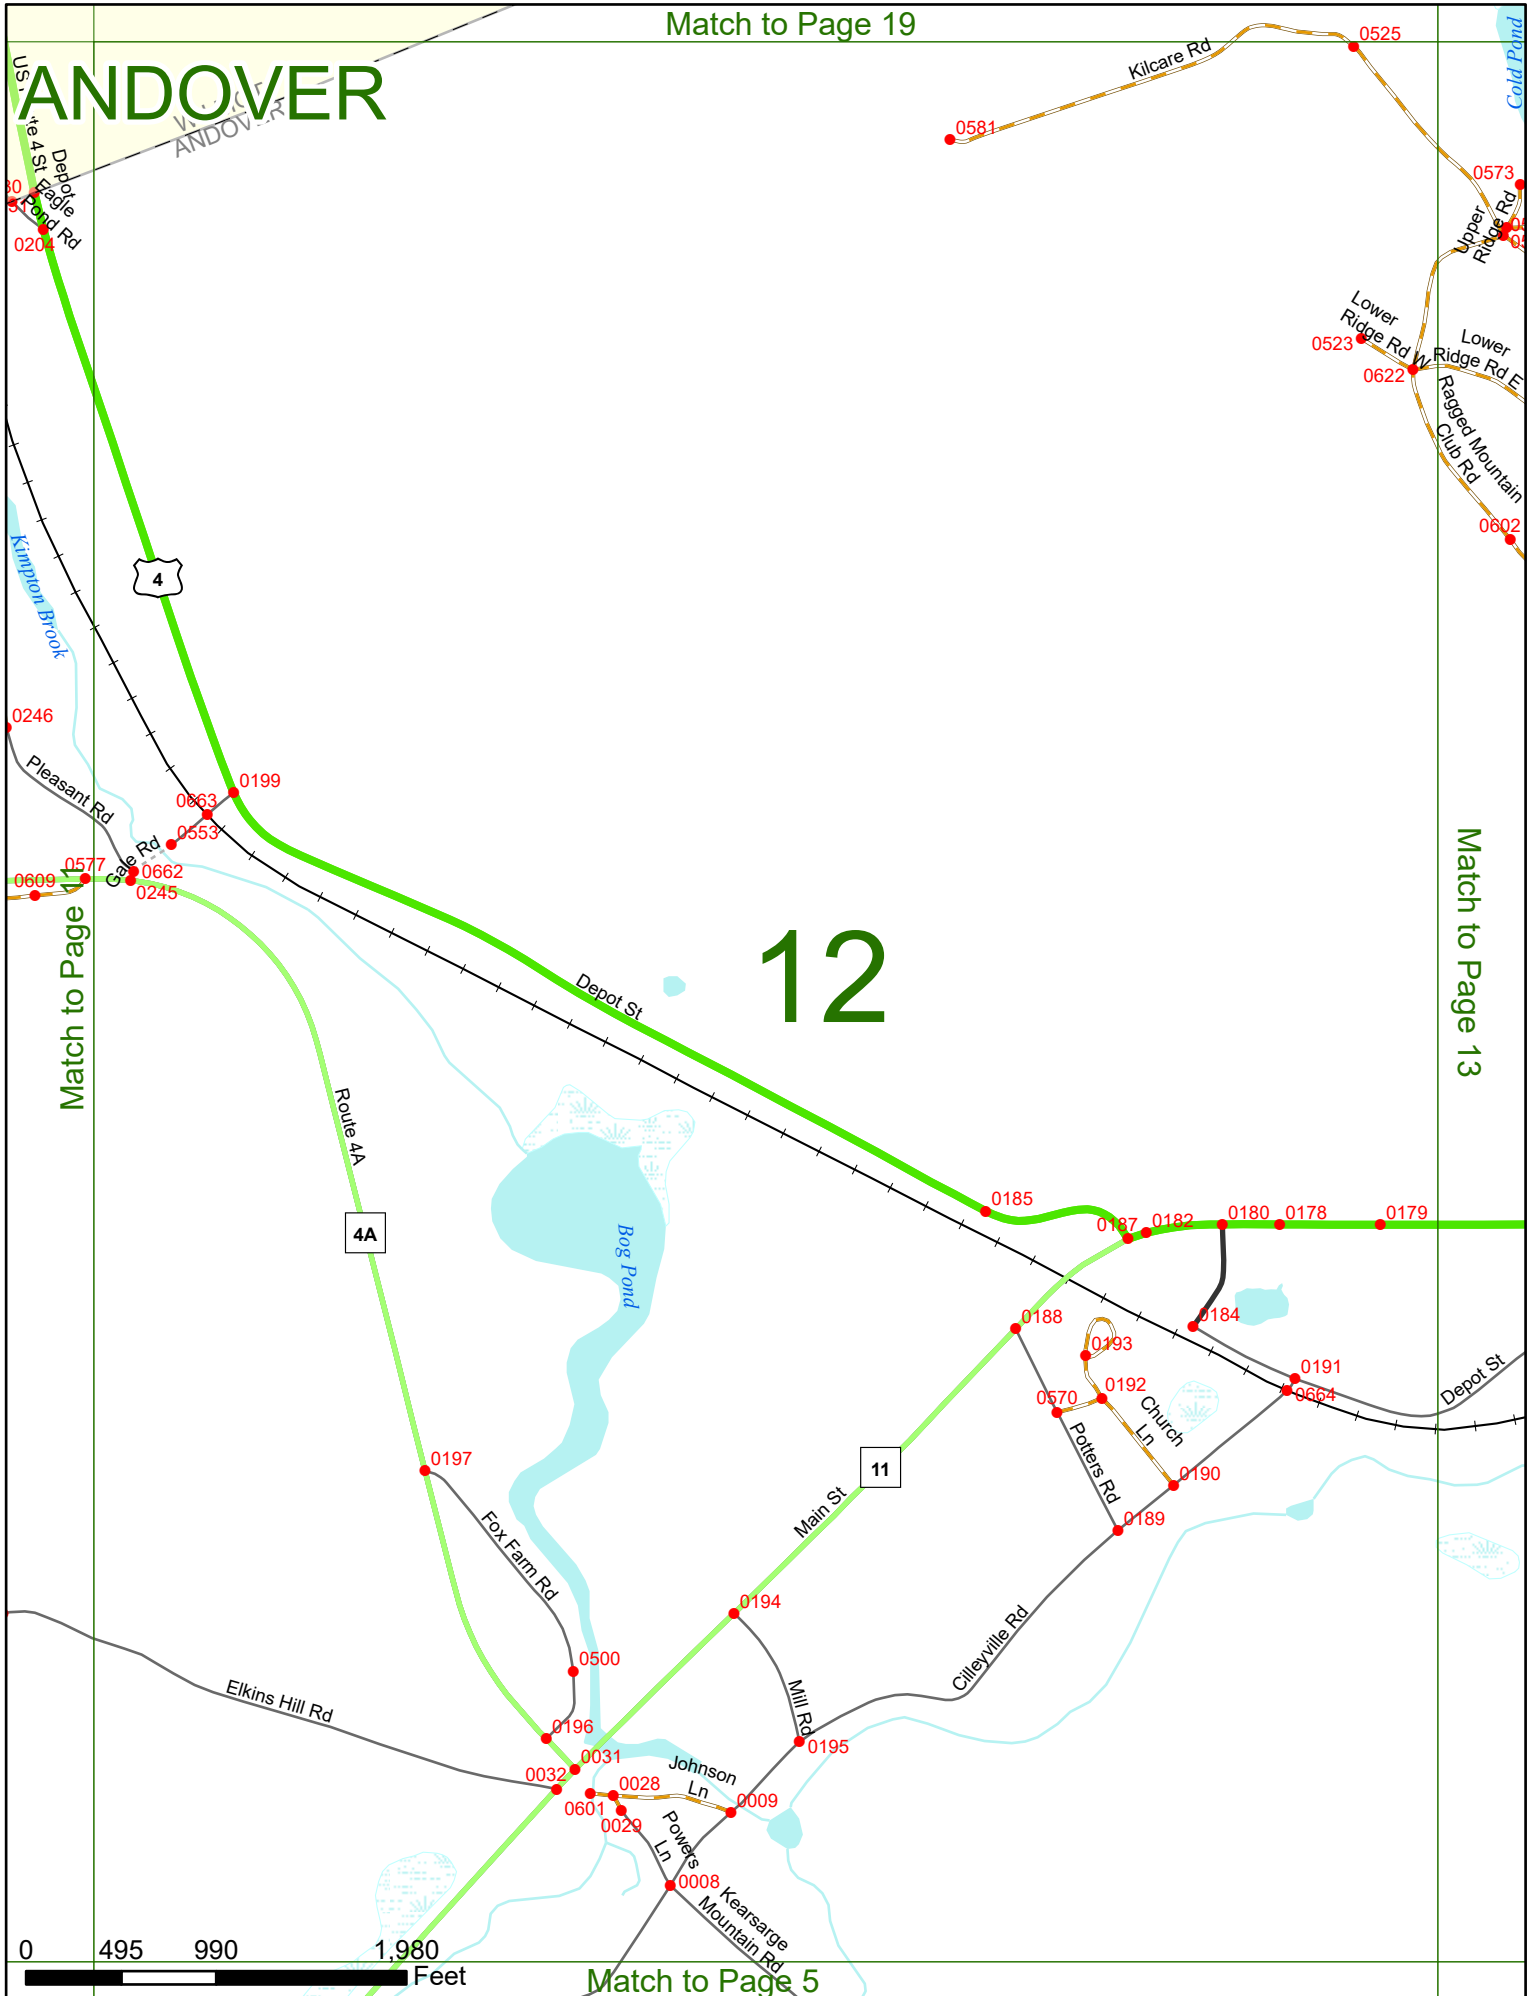 Match to Page 19
ANDOVER
ANDOVER
Cold Pond
Kilcare Rd
0525
0581
0573
Depot
Eagle
Pond Rd
0204
Upper
Ridge Rd
Lower
Ridge Rd W
0523
0622
Lower
Ridge Rd E
Ragged Mountain
Club Rd
0602
Kimpton Brook
4
0246
Pleasant Rd
0199
0663
0553
Gale Rd
0662
0577
0245
0609
Match to Page 11
Match to Page 13
12
Depot St
Route 4A
4A
Bog Pond
0185
0187
0182
0180
0178
0179
0188
0184
0193
0191
0664
0192
0570
Depot St
Church
Ln
Potters Rd
11
Main St
0190
0189
0197
Fox Farm Rd
0194
0500
Cilleyville Rd
Mill Rd
Elkins Hill Rd
0196
0195
0031
0032
Johnson
Ln
0028
0601
0029
0009
Powers
Ln
0008
Kearsarge
Mountain Rd
0 495 990 1,980
Feet
Match to Page 5